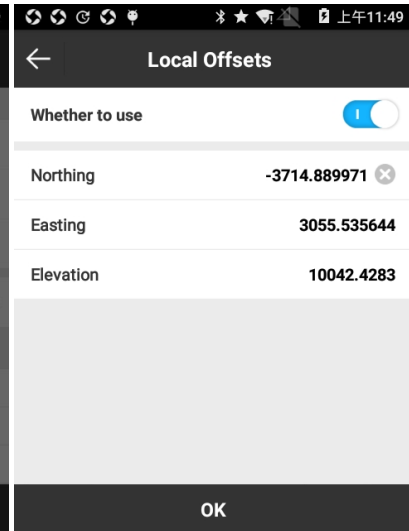 上午11:49
Local Offsets
Whether to use
Northing -3714.889971
Easting 3055.535644
Elevation 10042.4283
OK